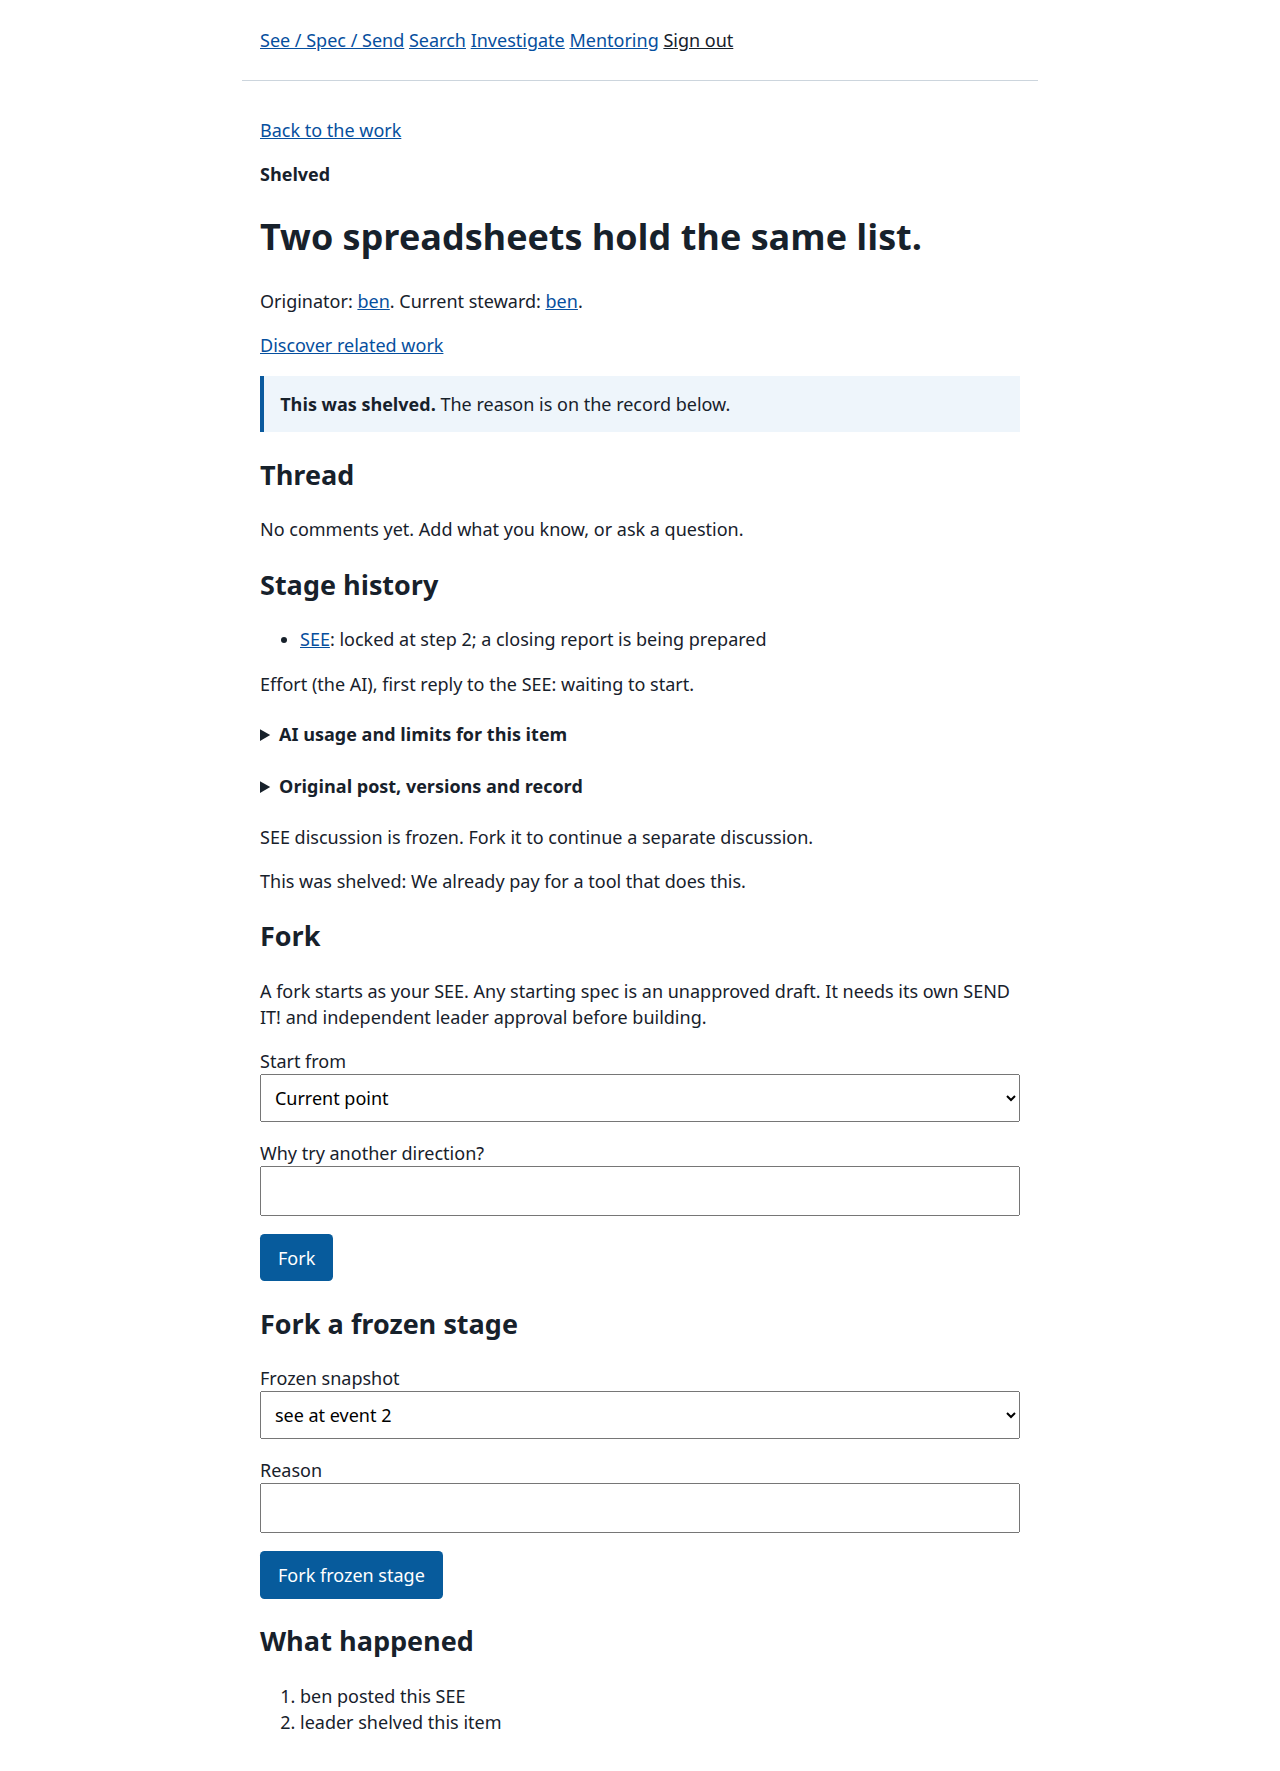 See / Spec / Send Search Investigate Mentoring Sign out
Back to the work
Shelved
Two spreadsheets hold the same list.
Originator: ben. Current steward: ben.
Discover related work
This was shelved. The reason is on the record below.
Thread
No comments yet. Add what you know, or ask a question.
Stage history
SEE: locked at step 2; a closing report is being prepared
Effort (the AI), first reply to the SEE: waiting to start.
AI usage and limits for this item
Original post, versions and record
SEE discussion is frozen. Fork it to continue a separate discussion.
This was shelved: We already pay for a tool that does this.
Fork
A fork starts as your SEE. Any starting spec is an unapproved draft. It needs its own SEND
IT! and independent leader approval before building.
Start from
Current point
Why try another direction?
Fork
Fork a frozen stage
Frozen snapshot
see at event 2
Reason
Fork frozen stage
What happened
1. ben posted this SEE
2. leader shelved this item